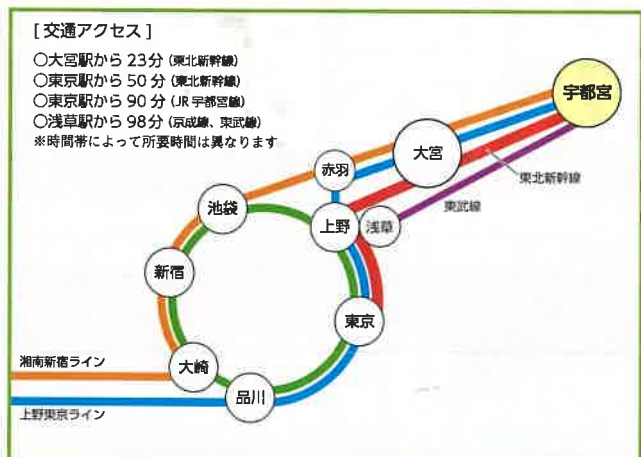 [交通アクセス]
○大宮駅から 23分 (東北新幹線)
○東京駅から 50分 (東北新幹線)
○東京駅から 90分 (JR 宇都宮線)
○浅草駅から 98分 (京成線、東武線)
※時間帯によって所要時間は異なります
宇都宮
大宮
赤羽
東北新幹線
池袋
上野
浅草
東武線
新宿
東京
湘南新宿ライン
大崎
品川
上野東京ライン